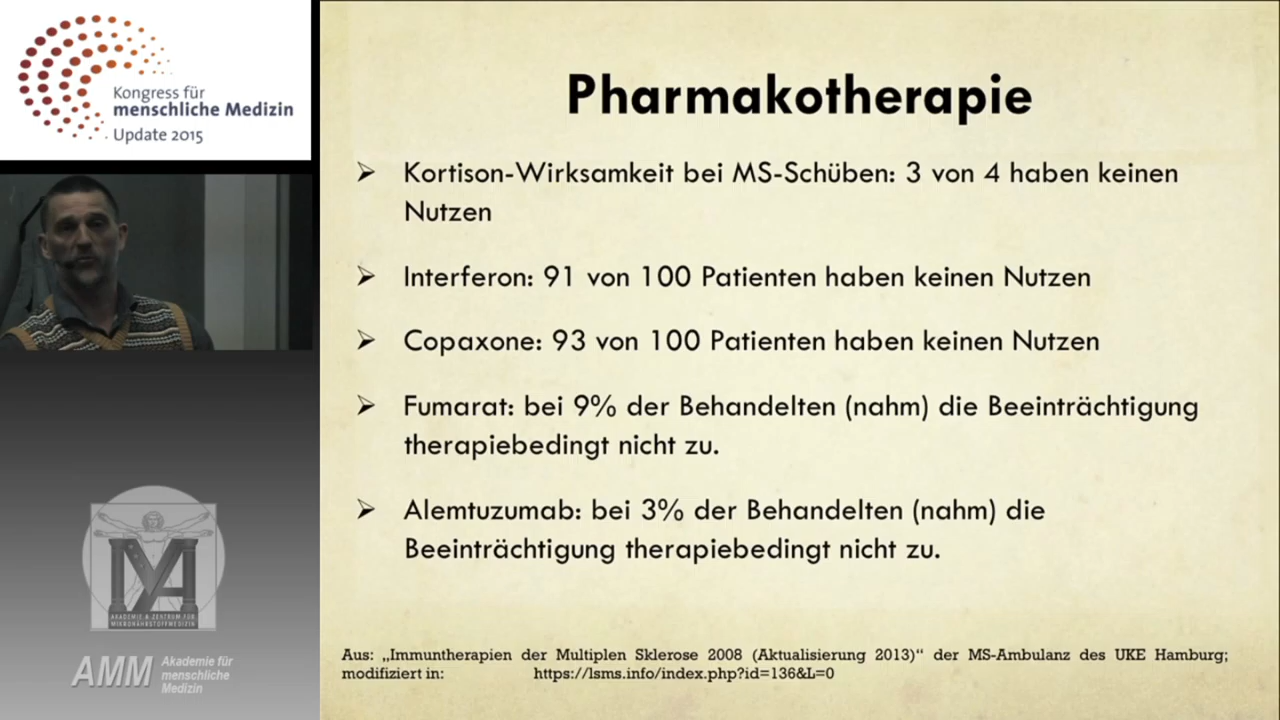 Kongress für
menschliche Medizin
Update 2015
Pharmakotherapie
Kortison-Wirksamkeit bei MS-Schüben: 3 von 4 haben keinen
Nutzen
Interferon: 91 von 100 Patienten haben keinen Nutzen
Copaxone: 93 von 100 Patienten haben keinen Nutzen
Fumarat: bei 9% der Behandelten (nahm) die Beeinträchtigung
therapiebedingt nicht zu.
Alemtuzumab: bei 3% der Behandelten (nahm) die
Beeinträchtigung therapiebedingt nicht zu.
Aus: „Immuntherapien der Multiplen Sklerose 2008 (Aktualisierung 2013)“ der MS-Ambulanz des UKE Hamburg;
modifiziert in: https://lsms.info/index.php?id=136&L=0
AKADEMIE & ZENTRUM FÜR
MIKRONÄHRSTOFFMEDIZIN
AMM Akademie für
menschliche
Medizin